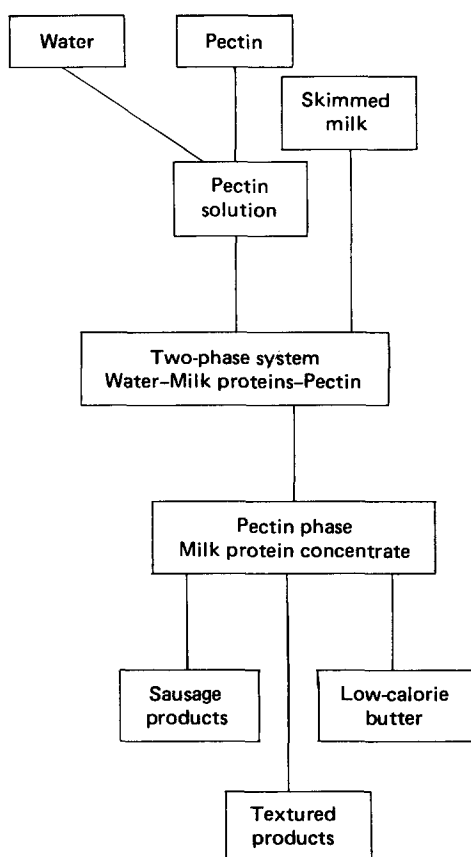 Water
Pectin
Skimmed
milk
Pectin
solution
Two-phase system
Water–Milk proteins–Pectin
Pectin phase
Milk protein concentrate
Sausage
products
Low-calorie
butter
Textured
products